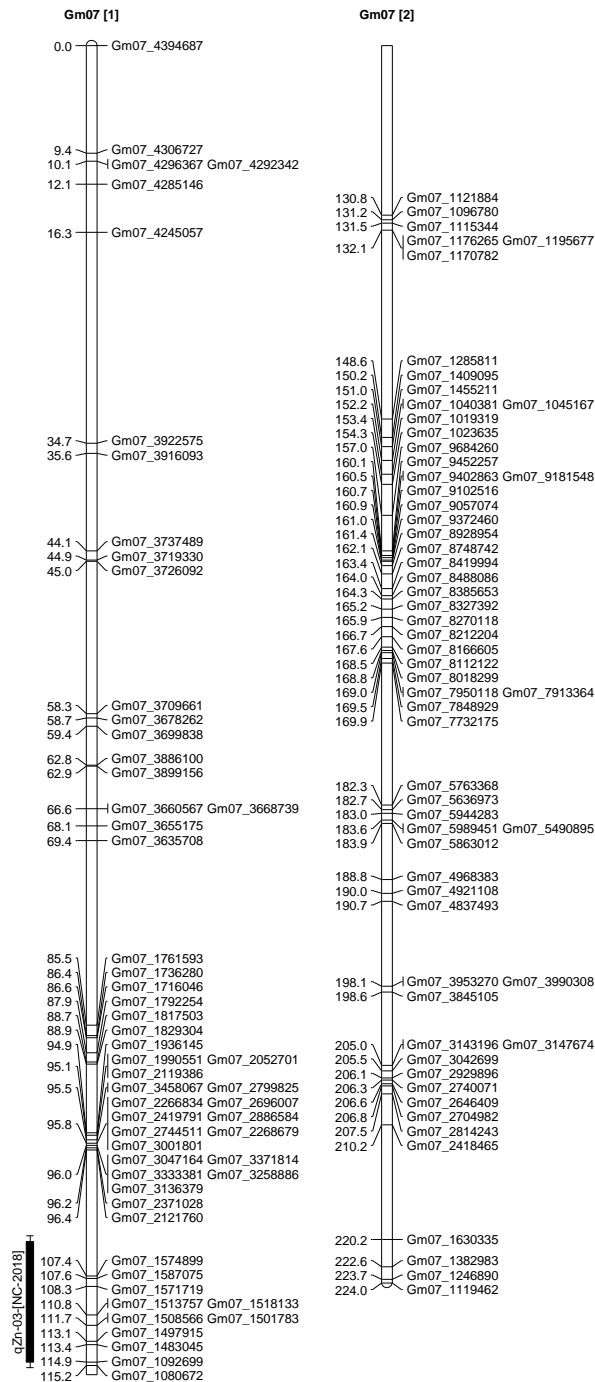 Gm07 [1]
0.0 Gm07_4394687
9.4 Gm07_4306727
10.1 Gm07_4296367 Gm07_4292342
12.1 Gm07_4285146
16.3 Gm07_4245057
34.7 Gm07_3922575
35.6 Gm07_3916093
44.1 Gm07_3737489
44.9 Gm07_3719330
45.0 Gm07_3726092
58.3 Gm07_3709661
58.7 Gm07_3678262
59.4 Gm07_3699838
62.8 Gm07_3886100
62.9 Gm07_3899156
66.6 Gm07_3660567 Gm07_3668739
68.1 Gm07_3655175
69.4 Gm07_3635708
85.5 Gm07_1761593
86.4 Gm07_1736280
86.6 Gm07_1716046
87.9 Gm07_1792254
88.7 Gm07_1817503
88.9 Gm07_1829304
94.9 Gm07_1936145
95.1 Gm07_1990551 Gm07_2052701
Gm07_2119386
95.5 Gm07_3458067 Gm07_2799825
Gm07_2266834 Gm07_2696007
Gm07_2419791 Gm07_2886584
95.8 Gm07_2744511 Gm07_2268679
Gm07_3001801
Gm07_3047164 Gm07_3371814
96.0 Gm07_3333381 Gm07_3258886
Gm07_3136379
96.2 Gm07_2371028
96.4 Gm07_2121760
107.4 Gm07_1574899
107.6 Gm07_1587075
108.3 Gm07_1571719
110.8 Gm07_1513757 Gm07_1518133
111.7 Gm07_1508566 Gm07_1501783
113.1 Gm07_1497915
113.4 Gm07_1483045
114.9 Gm07_1092699
115.2 Gm07_1080672
qZn-03-[NC-2018]
Gm07 [2]
130.8 Gm07_1121884
131.2 Gm07_1096780
131.5 Gm07_1115344
132.1 Gm07_1176265 Gm07_1195677
Gm07_1170782
148.6 Gm07_1285811
150.2 Gm07_1409095
151.0 Gm07_1455211
152.2 Gm07_1040381 Gm07_1045167
153.4 Gm07_1019319
154.3 Gm07_1023635
157.0 Gm07_9684260
160.1 Gm07_9452257
160.5 Gm07_9402863 Gm07_9181548
160.7 Gm07_9102516
160.9 Gm07_9057074
161.0 Gm07_9372460
161.4 Gm07_8928954
162.1 Gm07_8748742
163.4 Gm07_8419994
164.0 Gm07_8488086
164.3 Gm07_8385653
165.2 Gm07_8327392
165.9 Gm07_8270118
166.7 Gm07_8212204
167.6 Gm07_8166605
168.5 Gm07_8112122
168.8 Gm07_8018299
169.0 Gm07_7950118 Gm07_7913364
169.5 Gm07_7848929
169.9 Gm07_7732175
182.3 Gm07_5763368
182.7 Gm07_5636973
183.0 Gm07_5944283
183.6 Gm07_5989451 Gm07_5490895
183.9 Gm07_5863012
188.8 Gm07_4968383
190.0 Gm07_4921108
190.7 Gm07_4837493
198.1 Gm07_3953270 Gm07_3990308
198.6 Gm07_3845105
205.0 Gm07_3143196 Gm07_3147674
205.5 Gm07_3042699
206.1 Gm07_2929896
206.3 Gm07_2740071
206.6 Gm07_2646409
206.8 Gm07_2704982
207.5 Gm07_2814243
210.2 Gm07_2418465
220.2 Gm07_1630335
222.6 Gm07_1382983
223.7 Gm07_1246890
224.0 Gm07_1119462